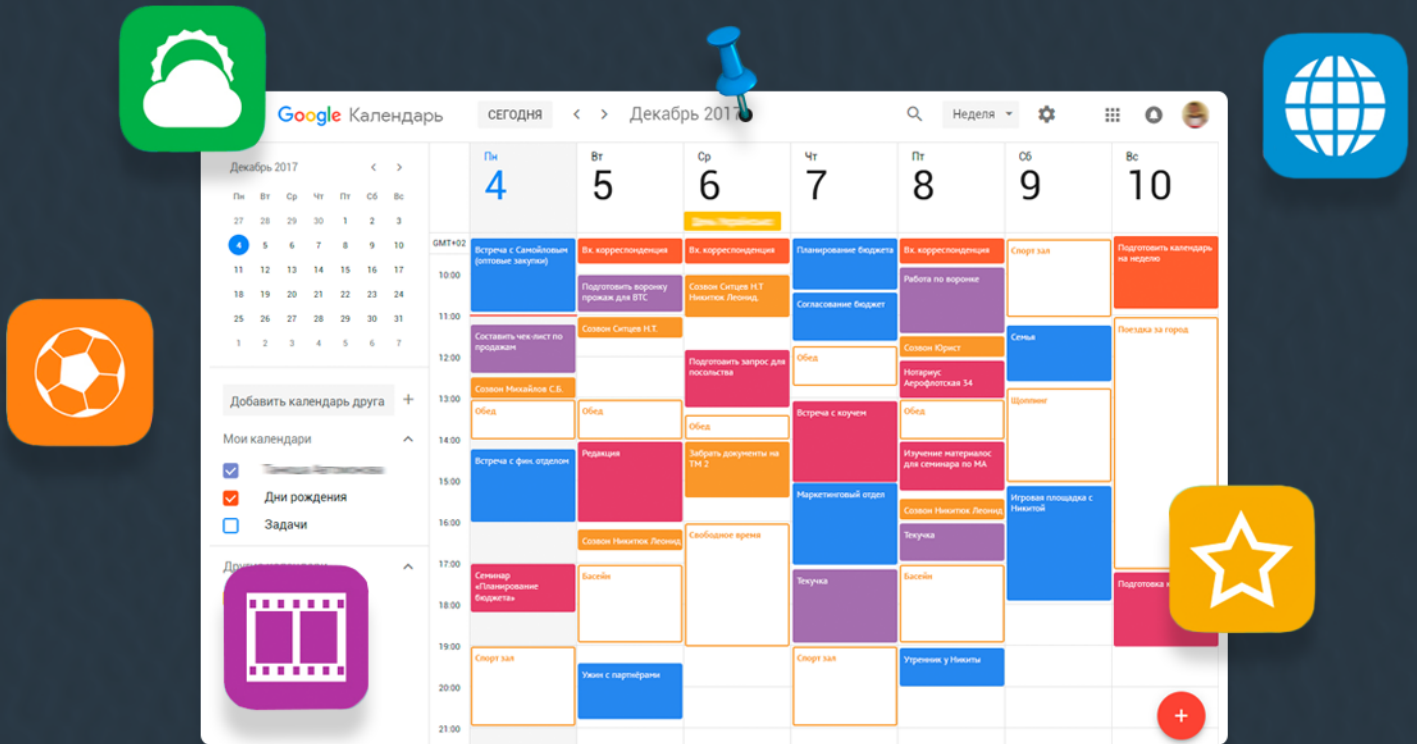 Google Календарь
СЕГОДНЯ
Декабрь 2017
Неделя
Декабрь 2017
Пн Вт Ср Чт Пт Сб Вс
27 28 29 30 1 2 3
4 5 6 7 8 9 10
11 12 13 14 15 16 17
18 19 20 21 22 23 24
25 26 27 28 29 30 31
1 2 3 4 5 6 7
Добавить календарь друга
Мои календари
Дни рождения
Задачи
Пн Вт Ср Чт Пт Сб Вс
4 5 6 7 8 9 10
GMT+02
10:00
11:00
12:00
13:00
14:00
15:00
16:00
17:00
18:00
19:00
20:00
21:00
Встреча с Самойловым
(оптовые закупки)
Составить чек-лист по
продажам
Созвон Михайлов С.Б.
Обед
Встреча с фин. отделом
Семинар
«Планирование
бюджета»
Спорт зал
Вх. корреспонденция
Подготовить воронку
прожаж для ВТС
Созвон Ситцев Н.Т.
Обед
Редакция
Созвон Никитюк Леонид
Басейн
Ужин с партнёрами
Вх. корреспонденция
Созвон Ситцев Н.Т
Никитюк Леонид.
Подготовить запрос для
посольства
Обед
Забрать документы на
ТМ 2
Свободное время
Планирование бюджета
Согласование бюджет
Обед
Встреча с коучем
Маркетинговый отдел
Текучка
Спорт зал
Вх. корреспонденция
Работа по воронке
Созвон Юрист
Нотариус
Аерофлотская 34
Обед
Изучение материалос
для семинара по МА
Созвон Никитюк Леонид
Текучка
Басейн
Утренник у Никиты
Спорт зал
Семья
Шоппинг
Игровая площадка с
Никитой
Подготовить календарь
на неделю
Поездка за город
Подготовка